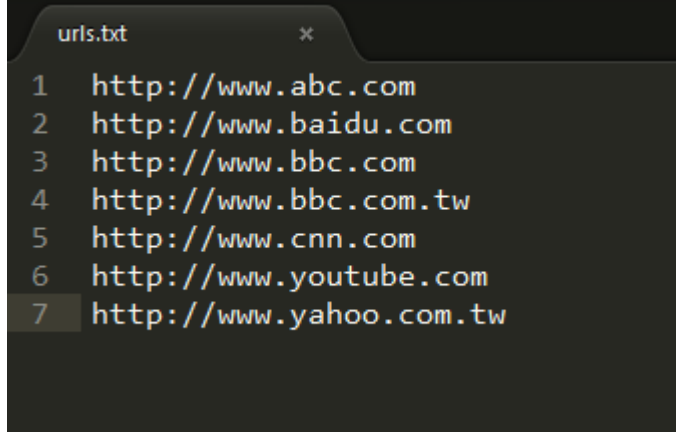 urls.txt ×
1 http://www.abc.com
2 http://www.baidu.com
3 http://www.bbc.com
4 http://www.bbc.com.tw
5 http://www.cnn.com
6 http://www.youtube.com
7 http://www.yahoo.com.tw